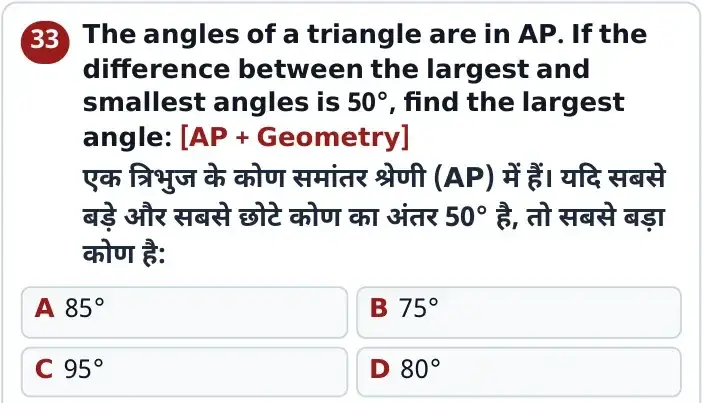 33 The angles of a triangle are in AP. If the
difference between the largest and
smallest angles is 50°, find the largest
angle: [AP + Geometry]
एक त्रिभुज के कोण समांतर श्रेणी (AP) में हैं। यदि सबसे
बड़े और सबसे छोटे कोण का अंतर 50° है, तो सबसे बड़ा
कोण है:
A 85°
B 75°
C 95°
D 80°